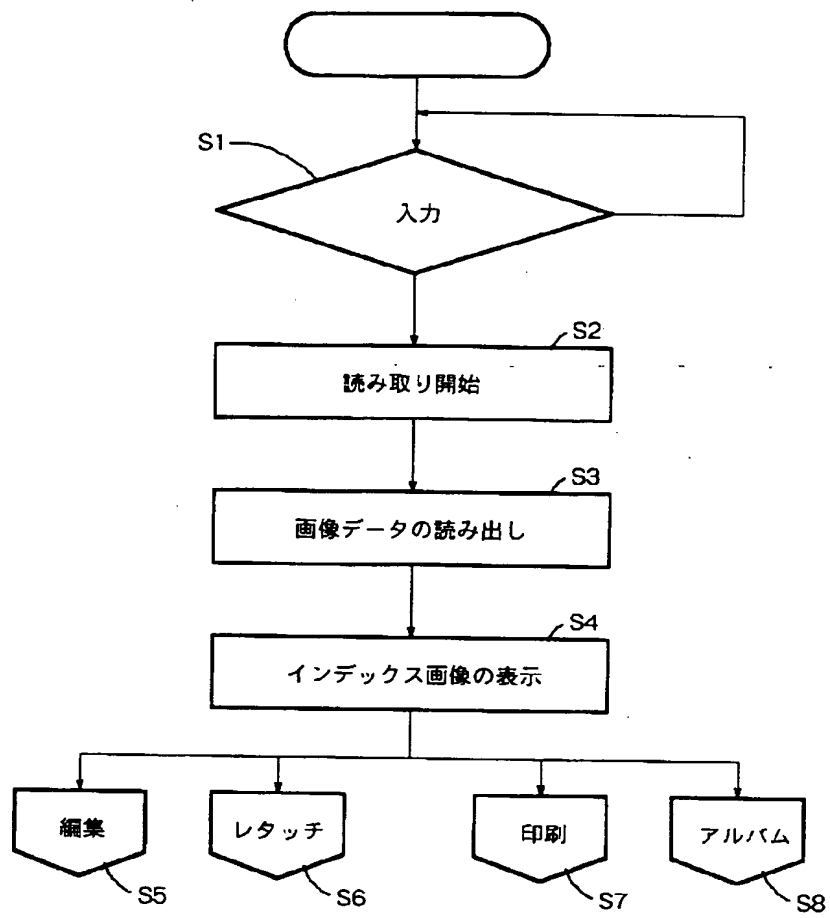 S1
入力
S2
読み取り開始
S3
画像データの読み出し
S4
インデックス画像の表示
編集
レタッチ
印刷
アルバム
S5
S6
S7
S8